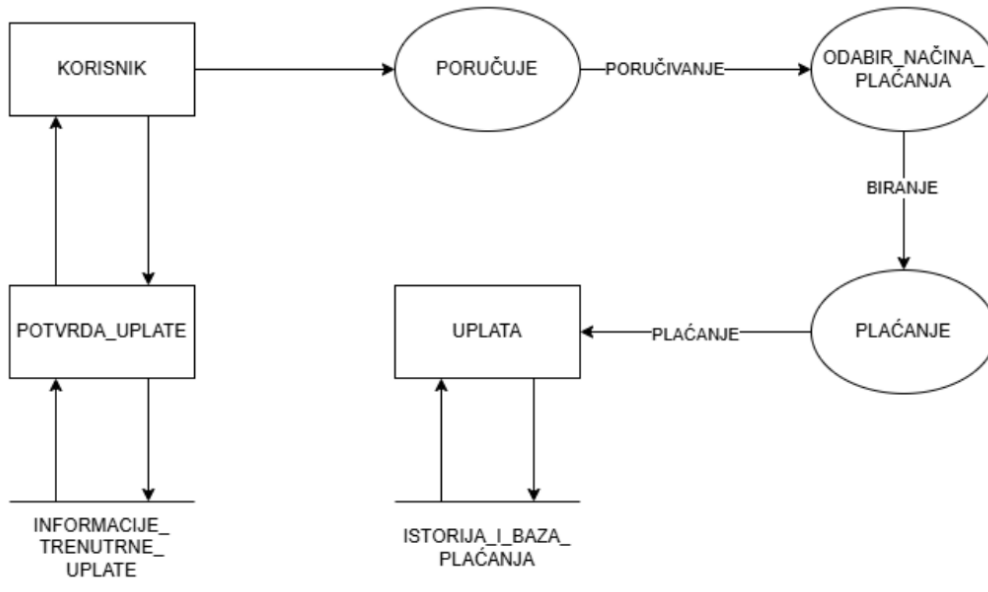 KORISNIK
PORUČUJE
PORUČIVANJE
ODABIR_NAČINA_
PLAĆANJA
BIRANJE
POTVRDA_UPLATE
UPLATA
PLAĆANJE
PLAĆANJE
INFORMACIJE_
TRENUTRNE_
UPLATE
ISTORIJA_I_BAZA_
PLAĆANJA